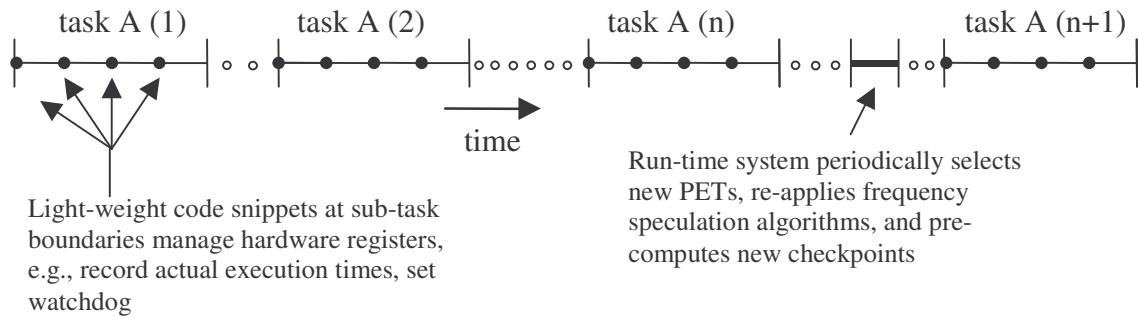 task A (1)
task A (2)
task A (n)
task A (n+1)
time
Light-weight code snippets at sub-task
boundaries manage hardware registers,
e.g., record actual execution times, set
watchdog
Run-time system periodically selects
new PETs, re-applies frequency
speculation algorithms, and pre-
computes new checkpoints